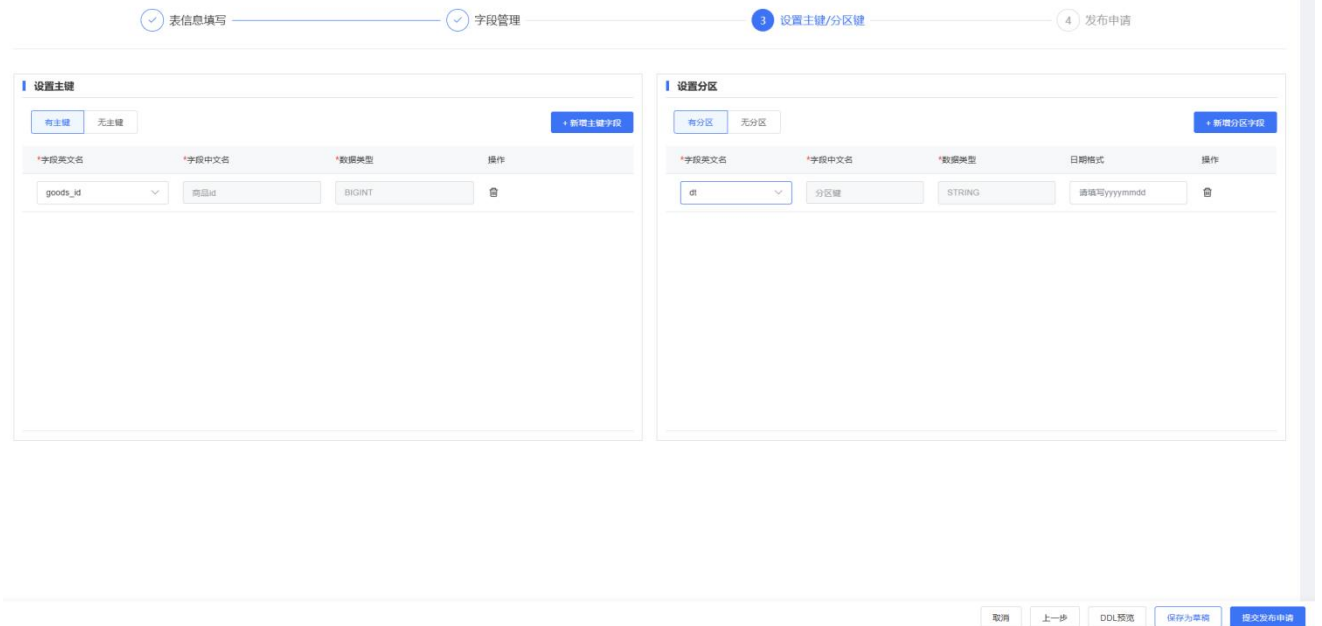 表信息填写 字段管理 3 设置主键/分区键 4 发布申请
设置主键
有主键 无主键 + 新增主键字段
*字段英文名 *字段中文名 *数据类型 操作
goods_id 商品id BIGINT
设置分区
有分区 无分区 + 新增分区字段
*字段英文名 *字段中文名 *数据类型 日期格式 操作
dt 分区键 STRING 请填写yyyymmdd
取消 上一步 DDL预览 保存为草稿 提交发布申请